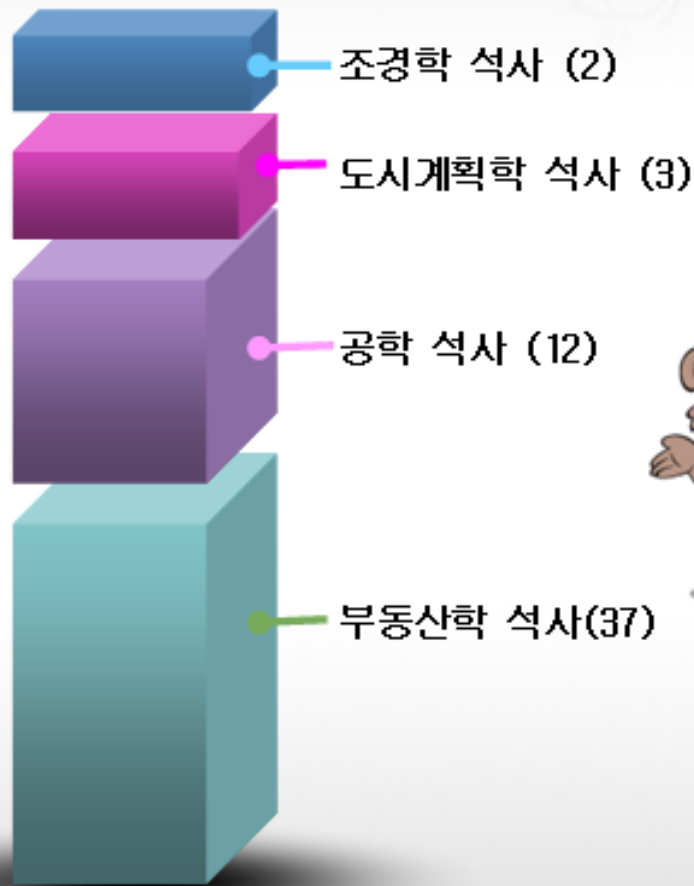 조경학 석사 (2)
도시계획학 석사 (3)
공학 석사 (12)
부동산학 석사(37)